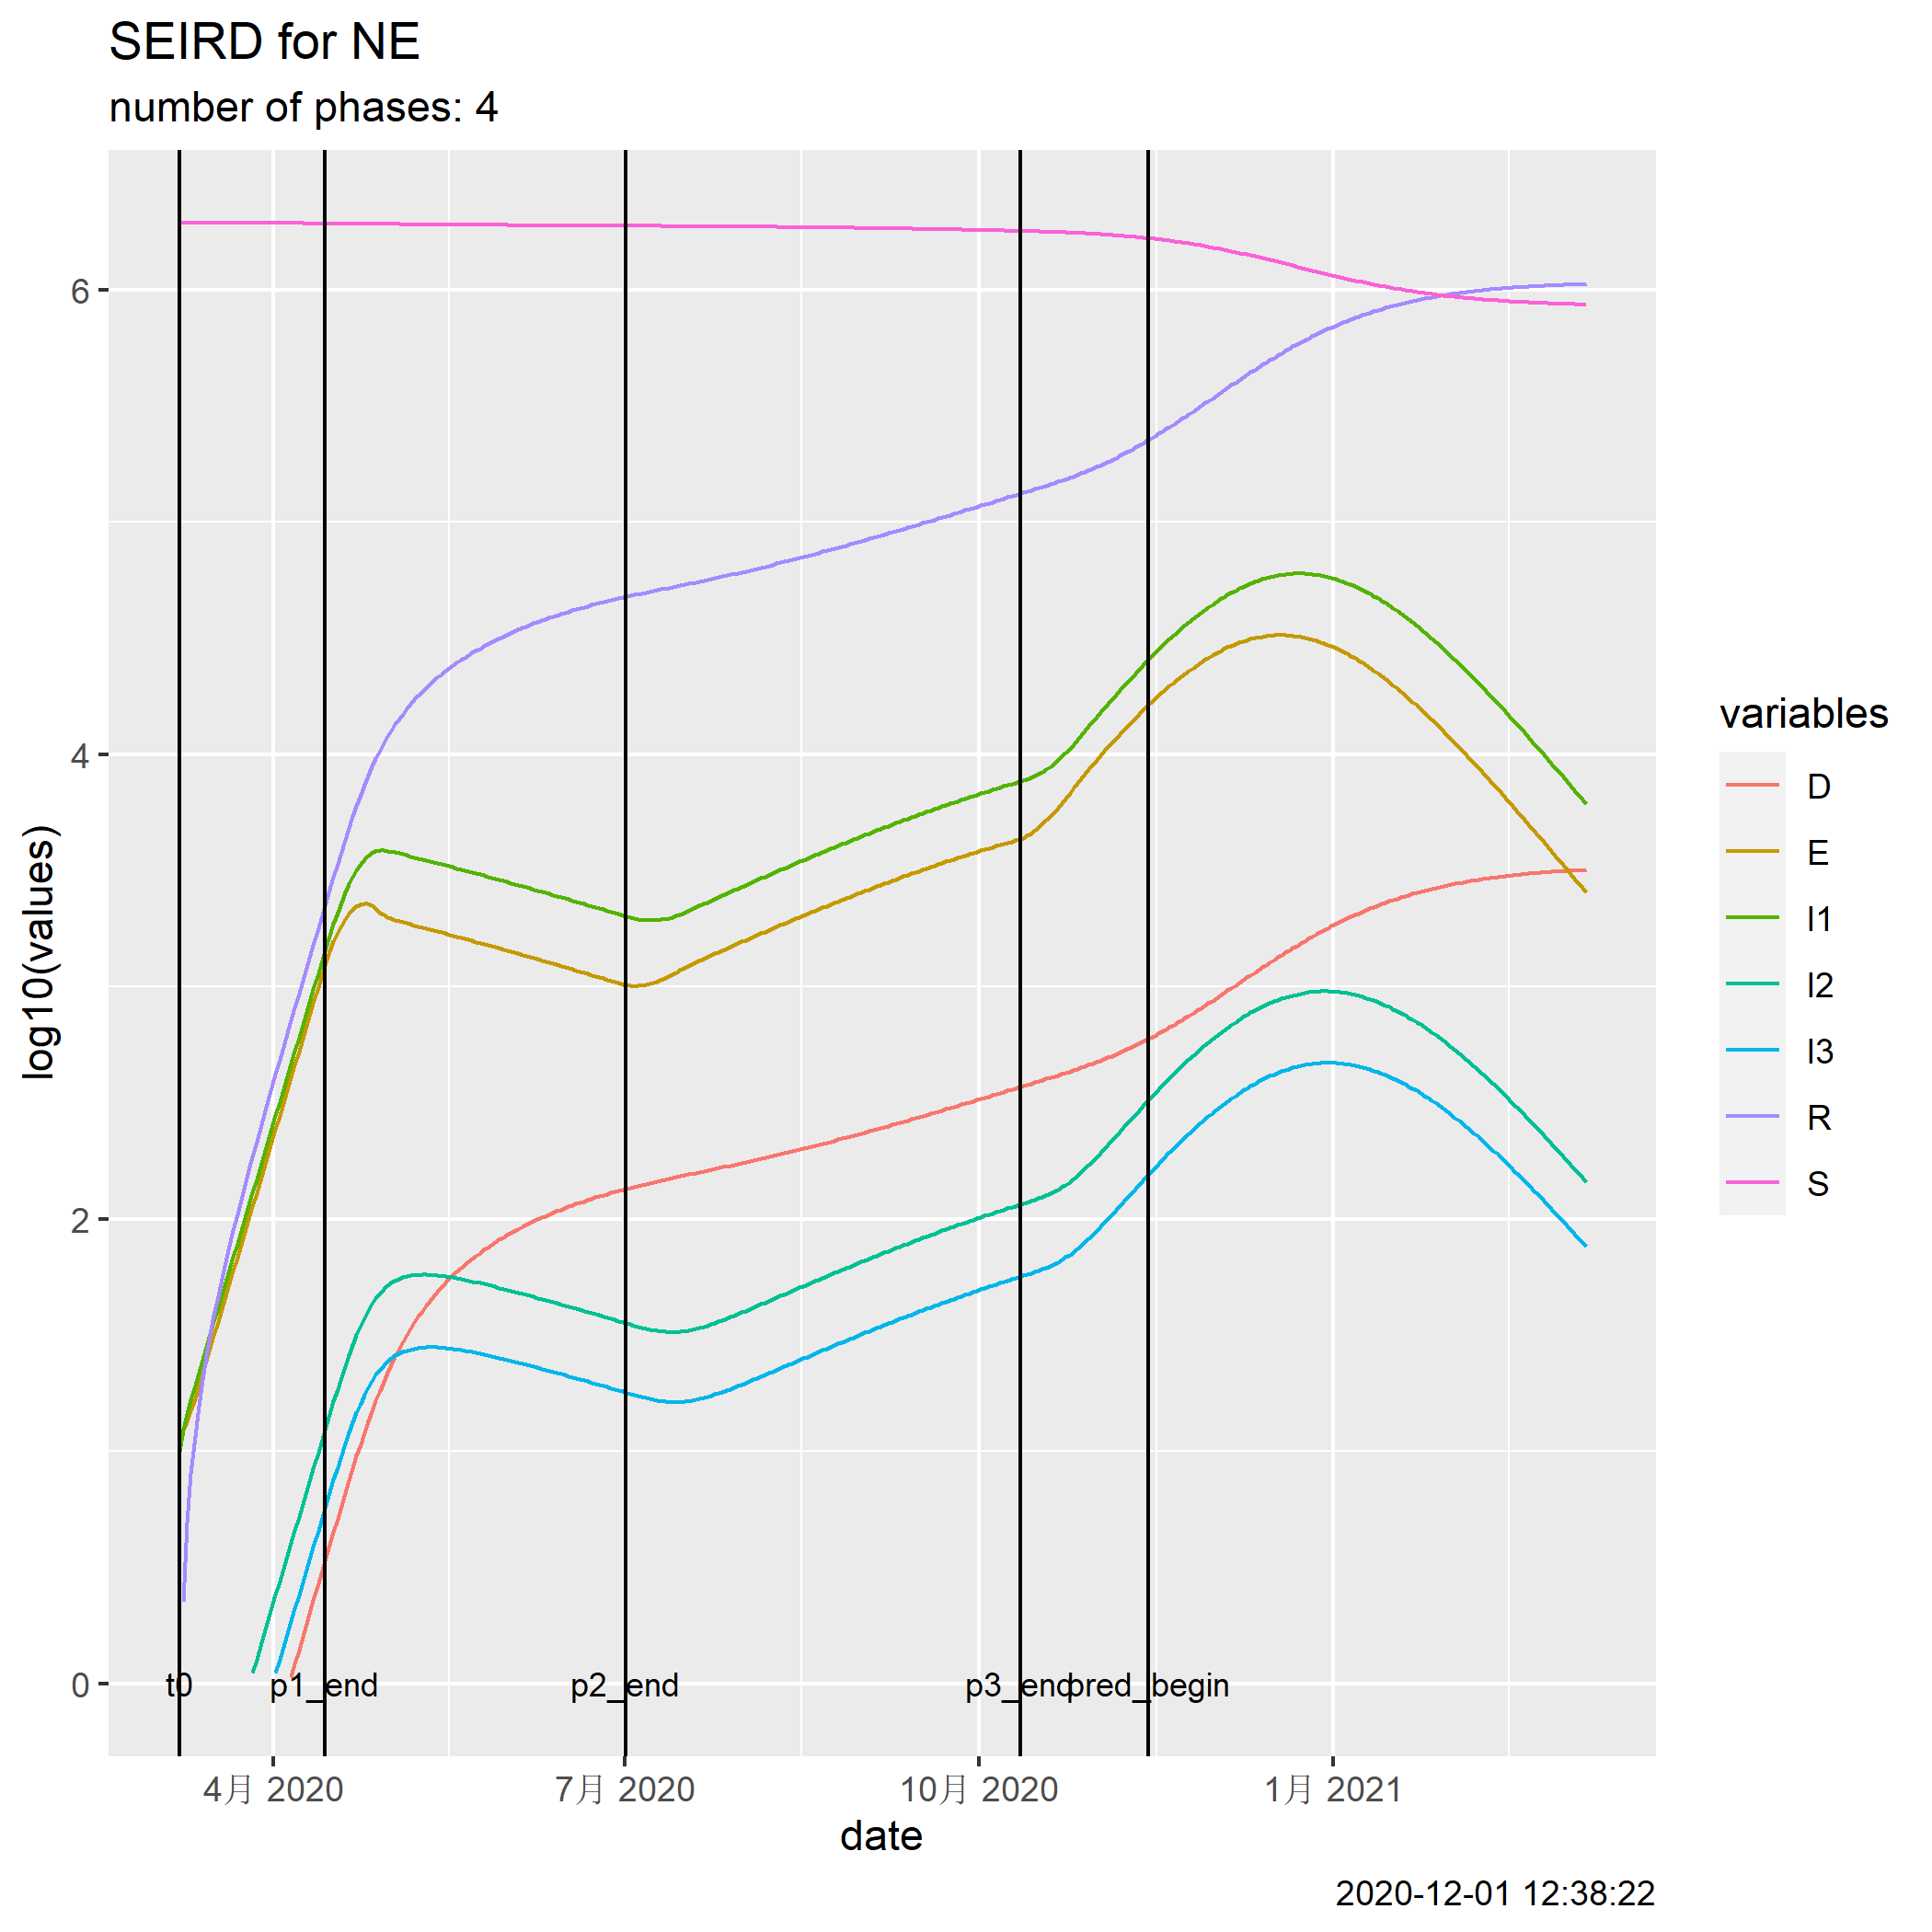 SEIRD for NE
number of phases: 4
log10(values)
6
4
2
0
t0
p1_end
p2_end
p3_end
pred_begin
4月 2020
7月 2020
10月 2020
1月 2021
date
variables
D
E
I1
I2
I3
R
S
2020-12-01 12:38:22